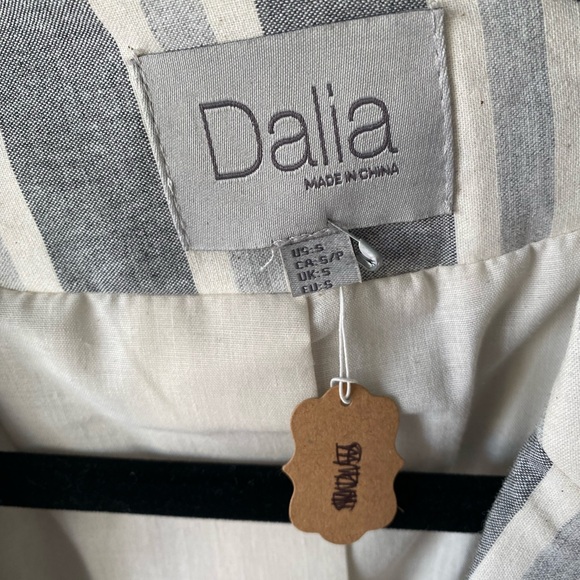 Dalia
MADE IN CHINA
US:S
CA:S/P
UK:S
EU:S